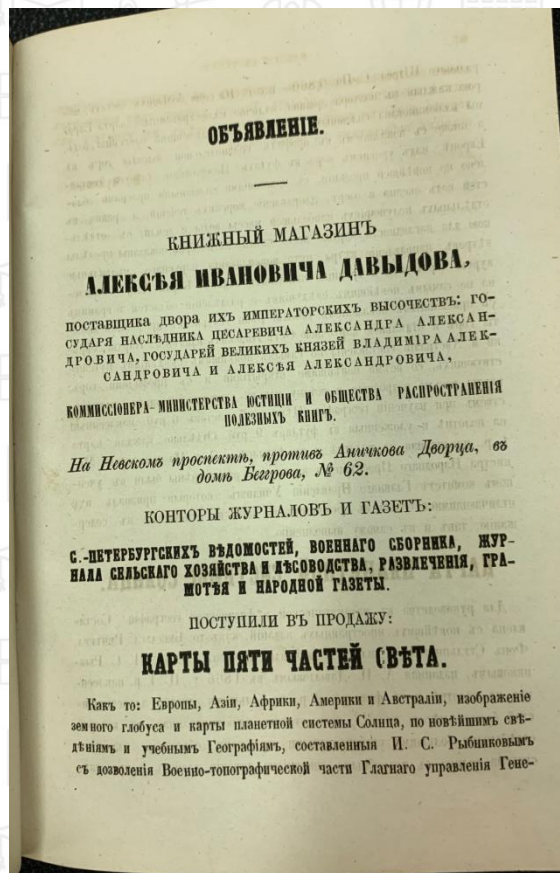 ОБЪЯВЛЕНІЕ.
КНИЖНЫЙ МАГАЗИНЪ
АЛЕКСѢЯ ИВАНОВИЧА ДАВЫДОВА,
ПОСТАВЩИКА ДВОРА ИХЪ ИМПЕРАТОРСКИХЪ ВЫСОЧЕСТВЪ: ГО-
СУДАРЯ НАСЛѢДНИКА ЦЕСАРЕВИЧА АЛЕКСАНДРА АЛЕКСАН-
ДРОВИЧА, ГОСУДАРЕЙ ВЕЛИКИХЪ КНЯЗЕЙ ВЛАДИМІРА АЛЕК-
САНДРОВИЧА И АЛЕКСѢЯ АЛЕКСАНДРОВИЧА,
КОММИССІОНЕРА МИНИСТЕРСТВА ЮСТИЦІИ И ОБЩЕСТВА РАСПРОСТРАНЕНІЯ
ПОЛЕЗНЫХЪ КНИГЪ.
На Невскомъ проспектѣ, противъ Аничкова Дворца, въ
домѣ Беггрова, № 62.
КОНТОРЫ ЖУРНАЛОВЪ И ГАЗЕТЪ:
С.-ПЕТЕРБУРГСКИХЪ ВѢДОМОСТЕЙ, ВОЕННАГО СБОРНИКА, ЖУР-
НАЛА СЕЛЬСКАГО ХОЗЯЙСТВА И ЛѢСОВОДСТВА, РАЗВЛЕЧЕНІЯ, ГРА-
МОТѢЯ И НАРОДНОЙ ГАЗЕТЫ.
ПОСТУПИЛИ ВЪ ПРОДАЖУ:
КАРТЫ ПЯТИ ЧАСТЕЙ СВѢТА.
Какъ то: Европы, Азіи, Африки, Америки и Австраліи, изображеніе
земного глобуса и карты планетной системы Солнца, по новѣйшимъ свѣ-
дѣніямъ и учебнымъ Географіямъ, составленныя И. С. Рыбниковымъ
съ дозволенія Военно-топографической части Глагнаго управленія Гене-